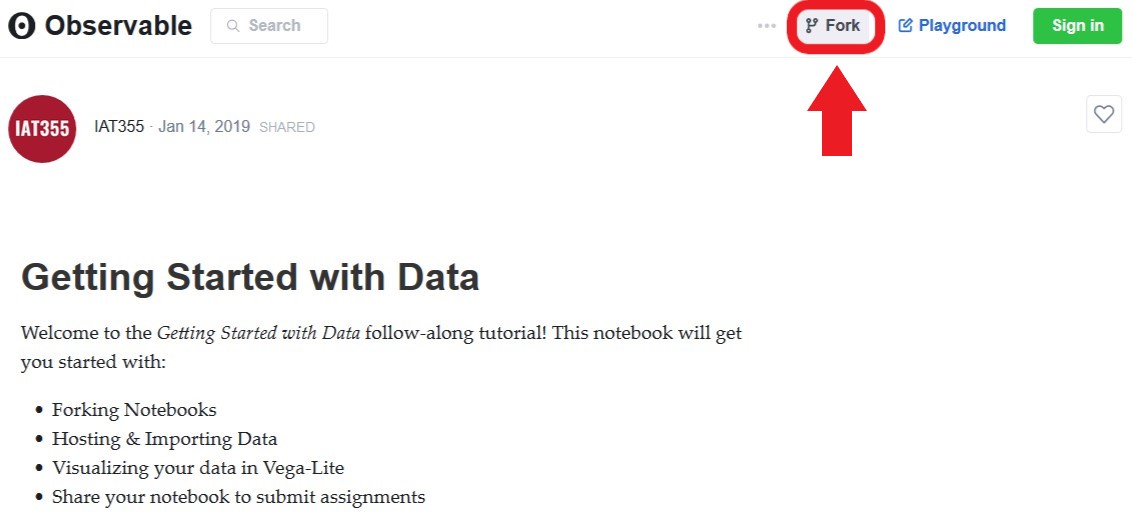 Observable Search Fork Playground Sign in
IAT355
IAT355 · Jan 14, 2019 SHARED
Getting Started with Data
Welcome to the Getting Started with Data follow-along tutorial! This notebook will get
you started with:
• Forking Notebooks
• Hosting & Importing Data
• Visualizing your data in Vega-Lite
• Share your notebook to submit assignments